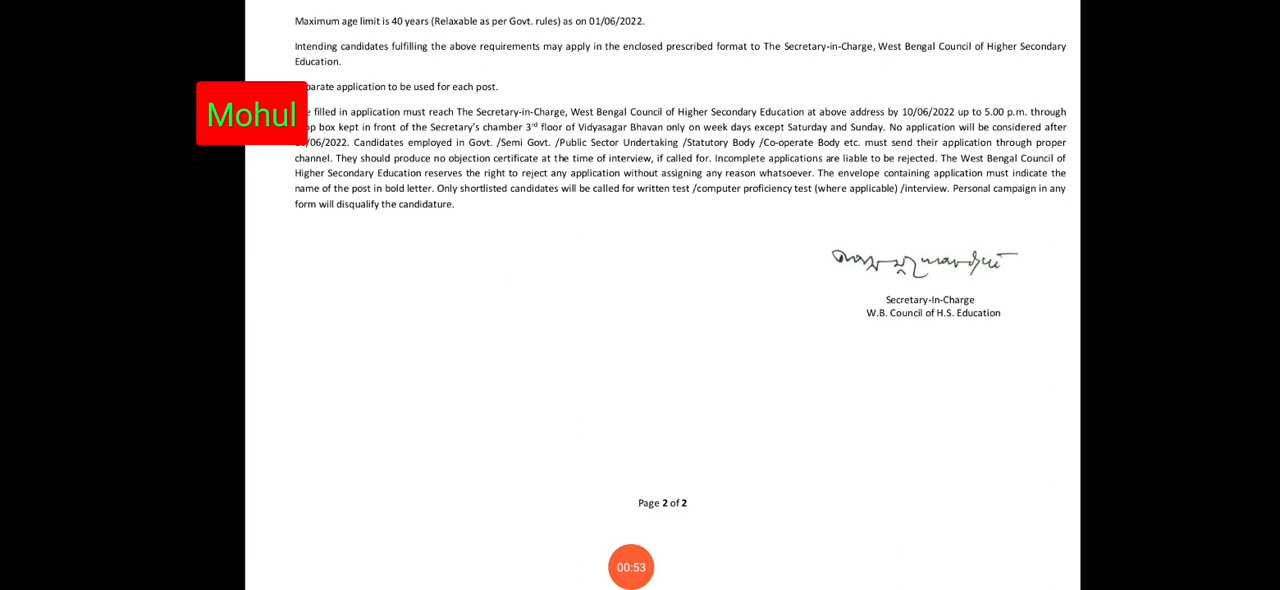 Maximum age limit is 40 years (Relaxable as per Govt. rules) as on 01/06/2022.
Intending candidates fulfilling the above requirements may apply in the enclosed prescribed format to The Secretary-in-Charge, West Bengal Council of Higher Secondary
Education.
parate application to be used for each post.
Mohul
filled in application must reach The Secretary-in-Charge, West Bengal Council of Higher Secondary Education at above address by 10/06/2022 up to 5.00 p.m. through
box kept in front of the Secretary's chamber 3rd floor of Vidyasagar Bhavan only on week days except Saturday and Sunday. No application will be considered after
/06/2022. Candidates employed in Govt. /Semi Govt. /Public Sector Undertaking /Statutory Body /Co-operate Body etc. must send their application through proper
channel. They should produce no objection certificate at the time of interview, if called for. Incomplete applications are liable to be rejected. The West Bengal Council of
Higher Secondary Education reserves the right to reject any application without assigning any reason whatsoever. The envelope containing application must indicate the
name of the post in bold letter. Only shortlisted candidates will be called for written test /computer proficiency test (where applicable) /interview. Personal campaign in any
form will disqualify the candidature.
Secretary-In-Charge
W.B. Council of H.S. Education
Page 2 of 2
00:53